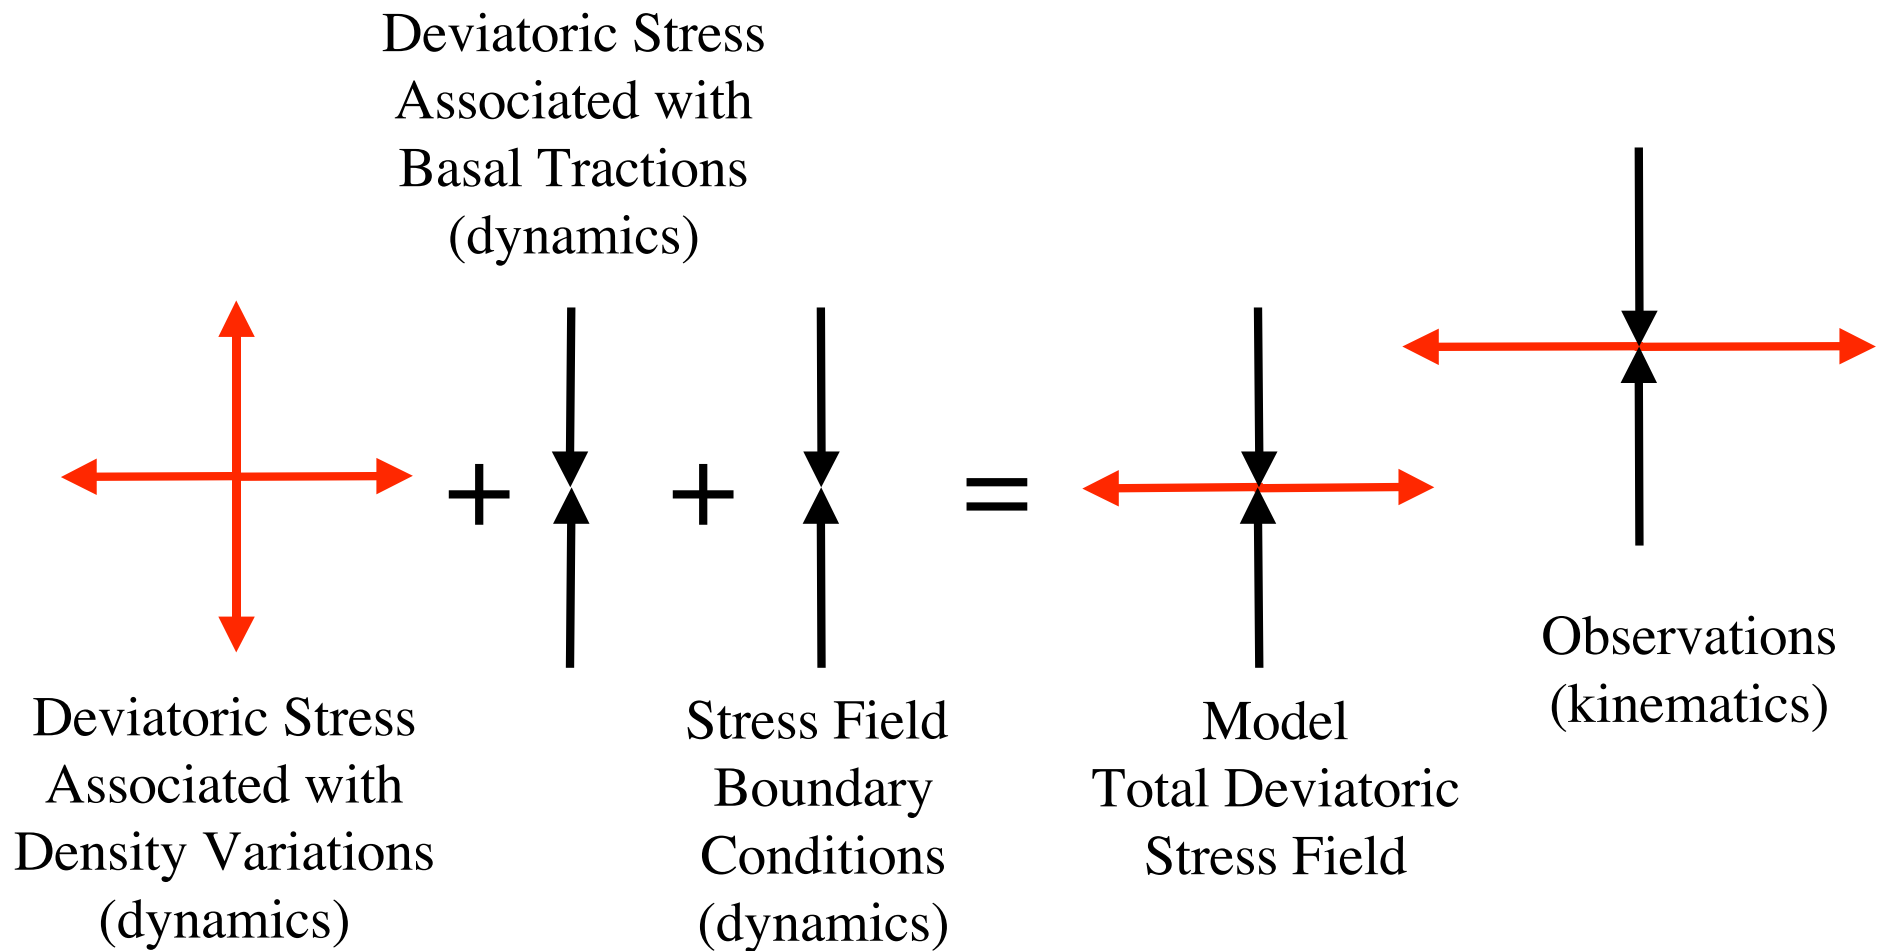 Deviatoric Stress
Associated with
Basal Tractions
(dynamics)
+
+
=
Deviatoric Stress
Associated with
Density Variations
(dynamics)
Stress Field
Boundary
Conditions
(dynamics)
Model
Total Deviatoric
Stress Field
Observations
(kinematics)